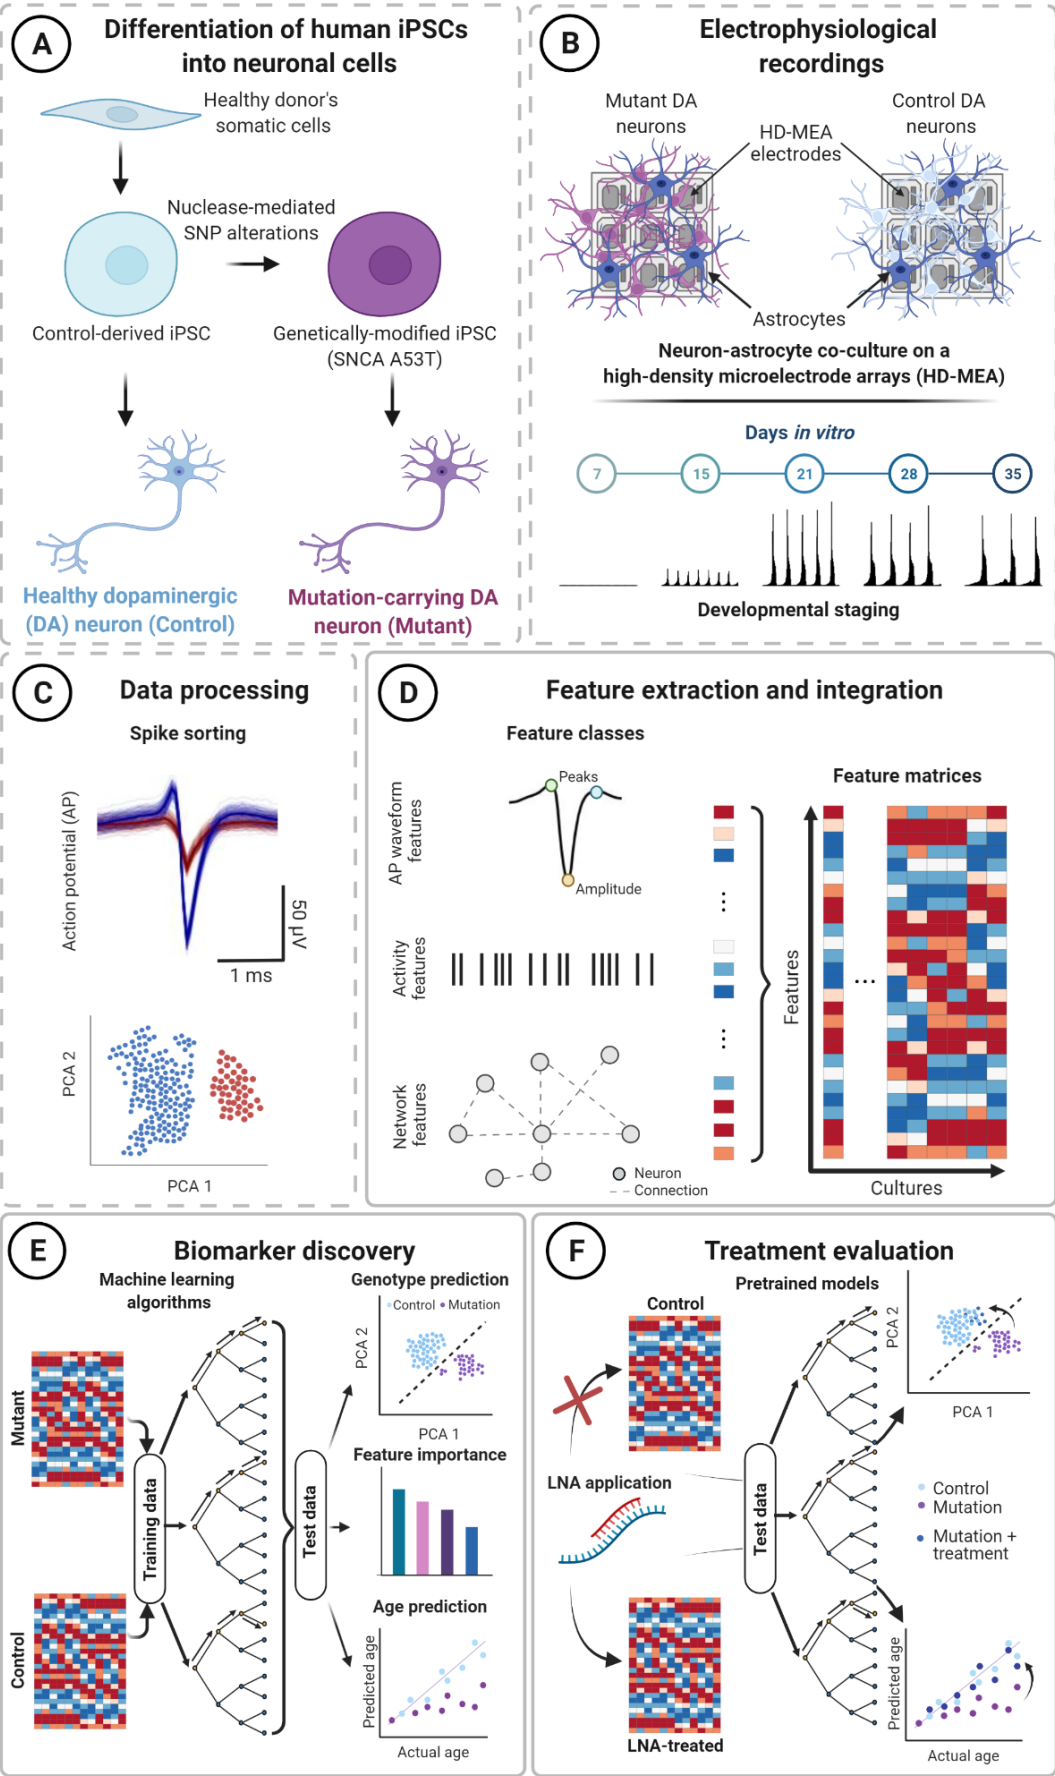 A
Differentiation of human iPSCs
into neuronal cells
Healthy donor's
somatic cells
Nuclease-mediated
SNP alterations
Control-derived iPSC
Genetically-modified iPSC
(SNCA A53T)
Healthy dopaminergic
(DA) neuron (Control)
Mutation-carrying DA
neuron (Mutant)
B
Electrophysiological
recordings
Mutant DA
neurons
HD-MEA
electrodes
Control DA
neurons
Astrocytes
Neuron-astrocyte co-culture on a
high-density microelectrode arrays (HD-MEA)
Days in vitro
7
15
21
28
35
Developmental staging
C
Data processing
Spike sorting
Action potential (AP)
50 µV
1 ms
PCA 2
PCA 1
D
Feature extraction and integration
Feature classes
AP waveform
features
Peaks
Amplitude
Activity
features
Network
features
Neuron
Connection
Feature matrices
Features
Cultures
E
Biomarker discovery
Machine learning
algorithms
Mutant
Control
Training data
Test data
Genotype prediction
Control
Mutation
PCA 2
PCA 1
Feature importance
Age prediction
Predicted age
Actual age
F
Treatment evaluation
Pretrained models
Control
LNA application
LNA-treated
Test data
PCA 2
PCA 1
Control
Mutation
Mutation +
treatment
Predicted age
Actual age